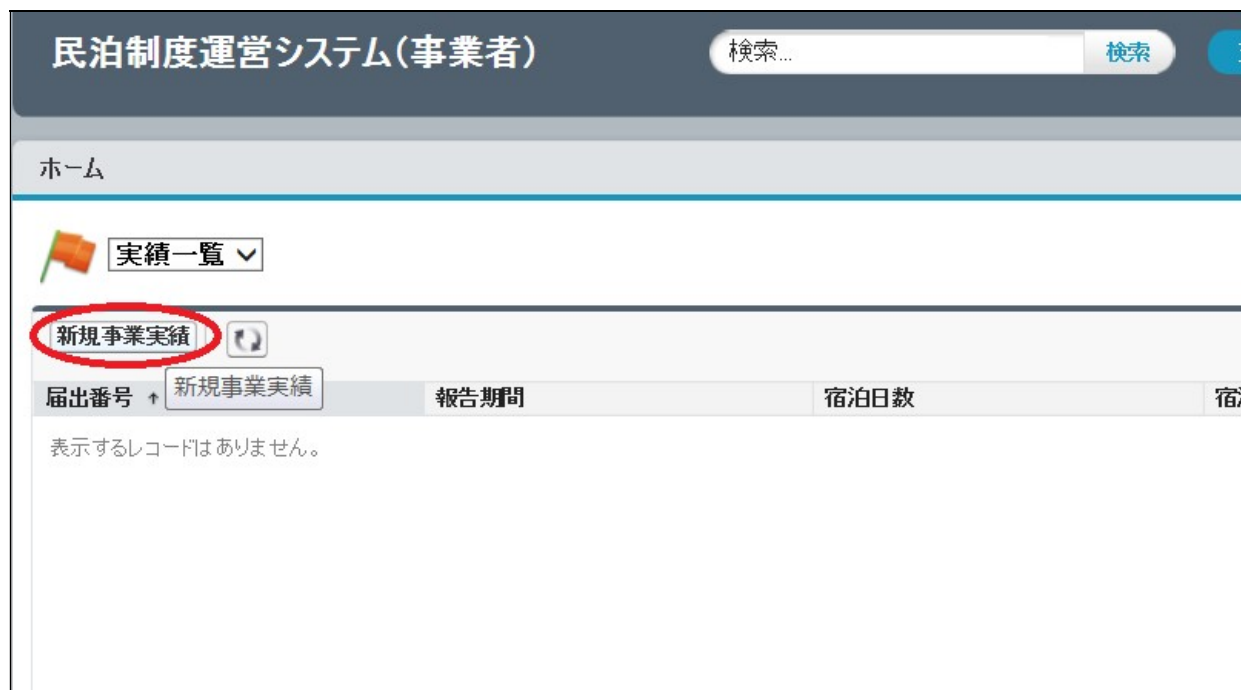 民泊制度運営システム(事業者)
検索...
検索
ホーム
実績一覧
新規事業実績
新規事業実績
届出番号 ↑ 報告期間 宿泊日数 宿
表示するレコードはありません。